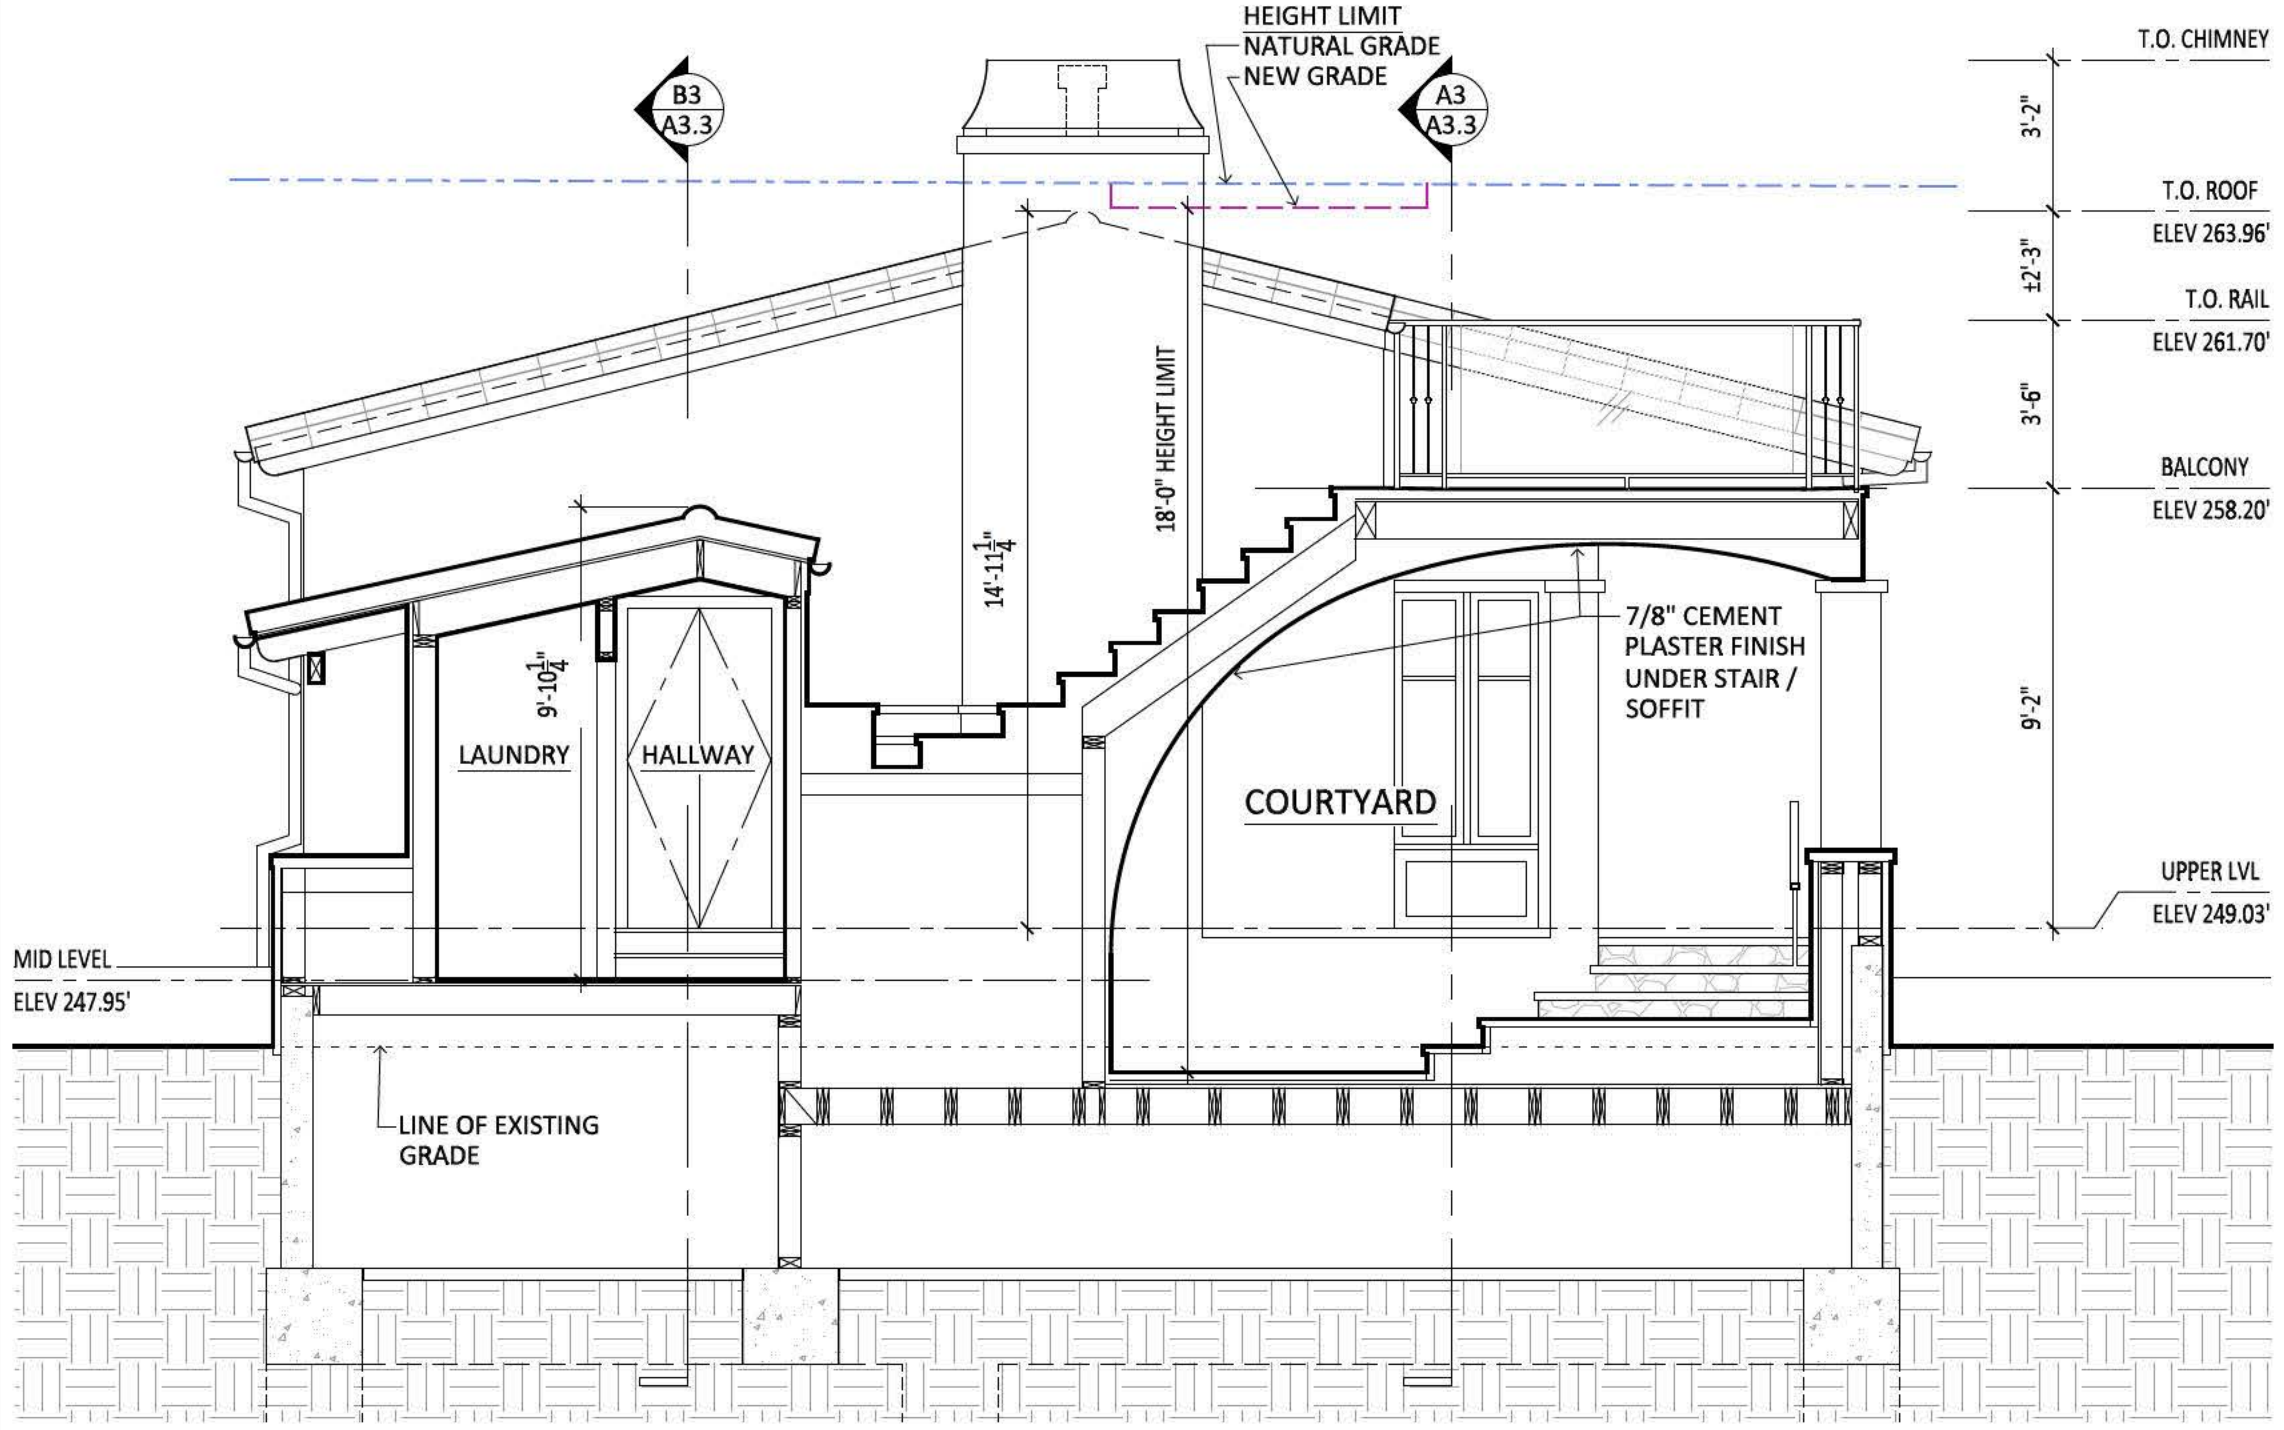 HEIGHT LIMIT
NATURAL GRADE
NEW GRADE
T.O. CHIMNEY
B3
A3.3
A3
A3.3
3'-2"
T.O. ROOF
ELEV 263.96'
±2'-3"
T.O. RAIL
ELEV 261.70'
3'-6"
18'-0" HEIGHT LIMIT
BALCONY
ELEV 258.20'
14'-11 1/4"
9'-10 1/4"
7/8" CEMENT
PLASTER FINISH
UNDER STAIR /
SOFFIT
9'-2"
LAUNDRY
HALLWAY
COURTYARD
UPPER LVL
ELEV 249.03'
MID LEVEL
ELEV 247.95'
LINE OF EXISTING
GRADE